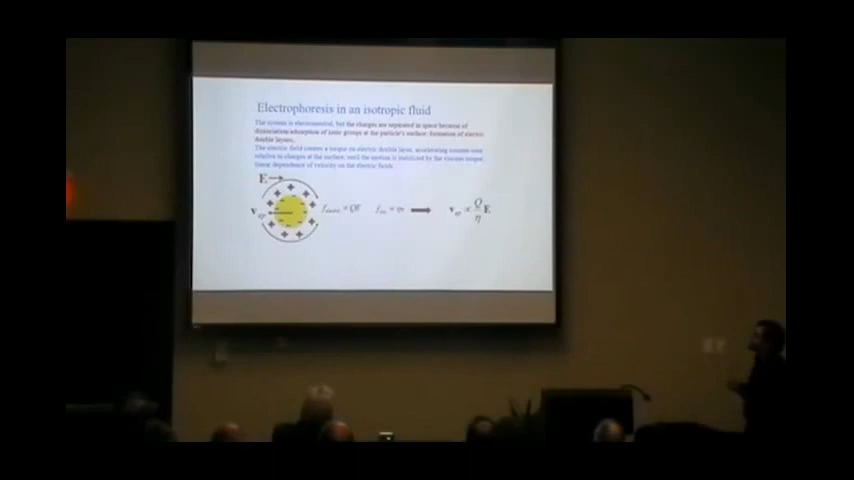 Electrophoresis in an isotropic fluid
The system is electroneutral, but the charges are separated in space because of
dissociation/adsorption of ionic groups at the particle's surface: formation of electric
double layers.
The electric field creates a torque on electric double layer, accelerating
relative to charges at the surface, until the motion is stabilized by the viscous torque
linear dependence of velocity on the electric fields
E
v
= QE
v ∝ Q/η E